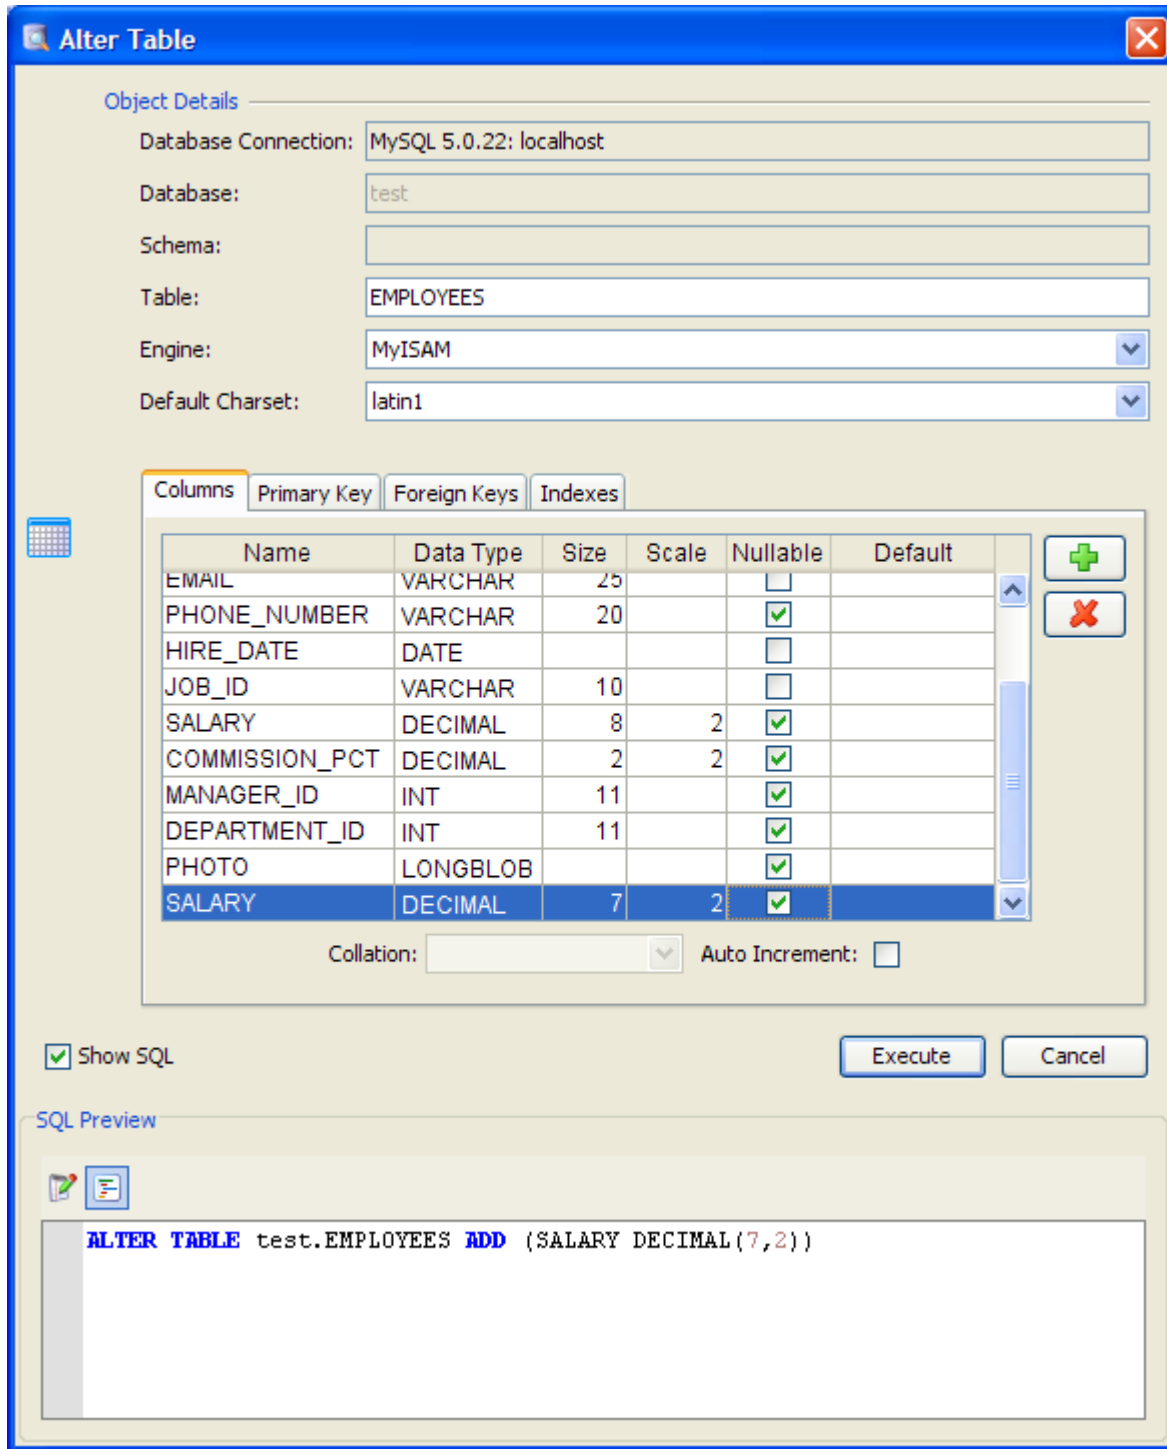 Alter Table
Object Details
Database Connection: MySQL 5.0.22: localhost
Database: test
Schema:
Table: EMPLOYEES
Engine: MyISAM
Default Charset: latin1
Columns Primary Key Foreign Keys Indexes
Name Data Type Size Scale Nullable Default
EMAIL VARCHAR 25
PHONE_NUMBER VARCHAR 20
HIRE_DATE DATE
JOB_ID VARCHAR 10
SALARY DECIMAL 8 2
COMMISSION_PCT DECIMAL 2 2
MANAGER_ID INT 11
DEPARTMENT_ID INT 11
PHOTO LONGBLOB
SALARY DECIMAL 7 2
Collation: Auto Increment:
Show SQL Execute Cancel
SQL Preview
ALTER TABLE test.EMPLOYEES ADD (SALARY DECIMAL(7,2))